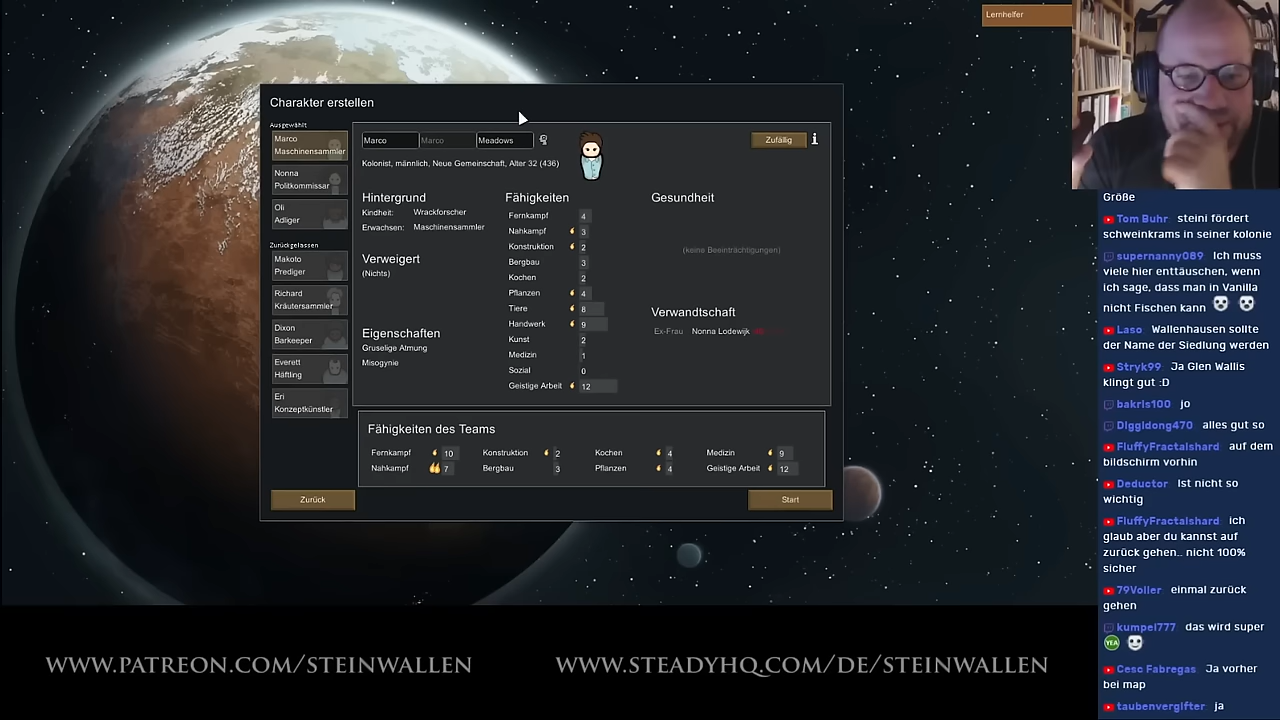 Lernhelfer
Charakter erstellen
Ausgewählt
Marco
Maschinensammler
Nonna
Politkommissar
Oli
Adliger
Zurückgelassen
Makoto
Prediger
Richard
Kräutersammler
Dixon
Barkeeper
Everett
Häftling
Eri
Konzeptkünstler
Marco Marco Meadows
Zufällig i
Kolonist, männlich, Neue Gemeinschaft, Alter 32 (436)
Hintergrund
Kindheit: Wrackforscher
Erwachsen: Maschinensammler
Verweigert
(Nichts)
Eigenschaften
Gruselige Atmung
Misogynie
Fähigkeiten
Fernkampf 4
Nahkampf 3
Konstruktion 2
Bergbau 3
Kochen 2
Pflanzen 4
Tiere 8
Handwerk 9
Kunst 2
Medizin 1
Sozial 0
Geistige Arbeit 12
Gesundheit
(keine Beeinträchtigungen)
Verwandtschaft
Ex-Frau Nonna Lodewijk
Fähigkeiten des Teams
Fernkampf 10 Konstruktion 2 Kochen 4 Medizin 9
Nahkampf 7 Bergbau 3 Pflanzen 4 Geistige Arbeit 12
Zurück
Start
WWW.PATREON.COM/STEINWALLEN
WWW.STEADYHQ.COM/DE/STEINWALLEN
Größe
Tom Buhr steini fördert
schweinkrams in seiner kolonie
supernanny089 Ich muss
viele hier enttäuschen, wenn
ich sage, dass man in Vanilla
nicht Fischen kann
Laso Wallenhausen sollte
der Name der Siedlung werden
Stryk99 Ja Glen Wallis
klingt gut :D
bakris100 jo
Diggidong470 alles gut so
FluffyFractalshard auf dem
bildschirm vorhin
Deductor Ist nicht so
wichtig
FluffyFractalshard ich
glaub aber du kannst auf
zurück gehen.. nicht 100%
sicher
79Voller einmal zurück
gehen
kumpel777 das wird super
YEA
Cesc Fabregas Ja vorher
bei map
taubenvergifter ja